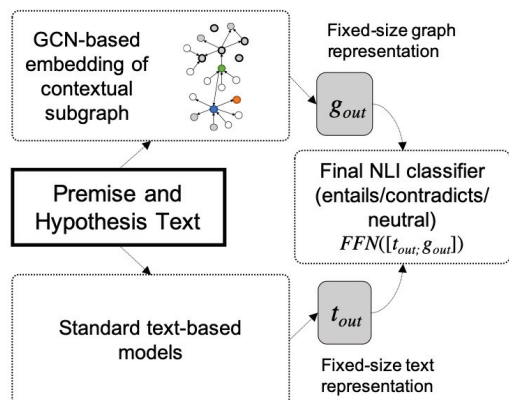 GCN-based
embedding of
contextual
subgraph
Fixed-size graph
representation
g_out
Premise and
Hypothesis Text
Final NLI classifier
(entails/contradicts/
neutral)
FFN([t_out; g_out])
Standard text-based
models
t_out
Fixed-size text
representation